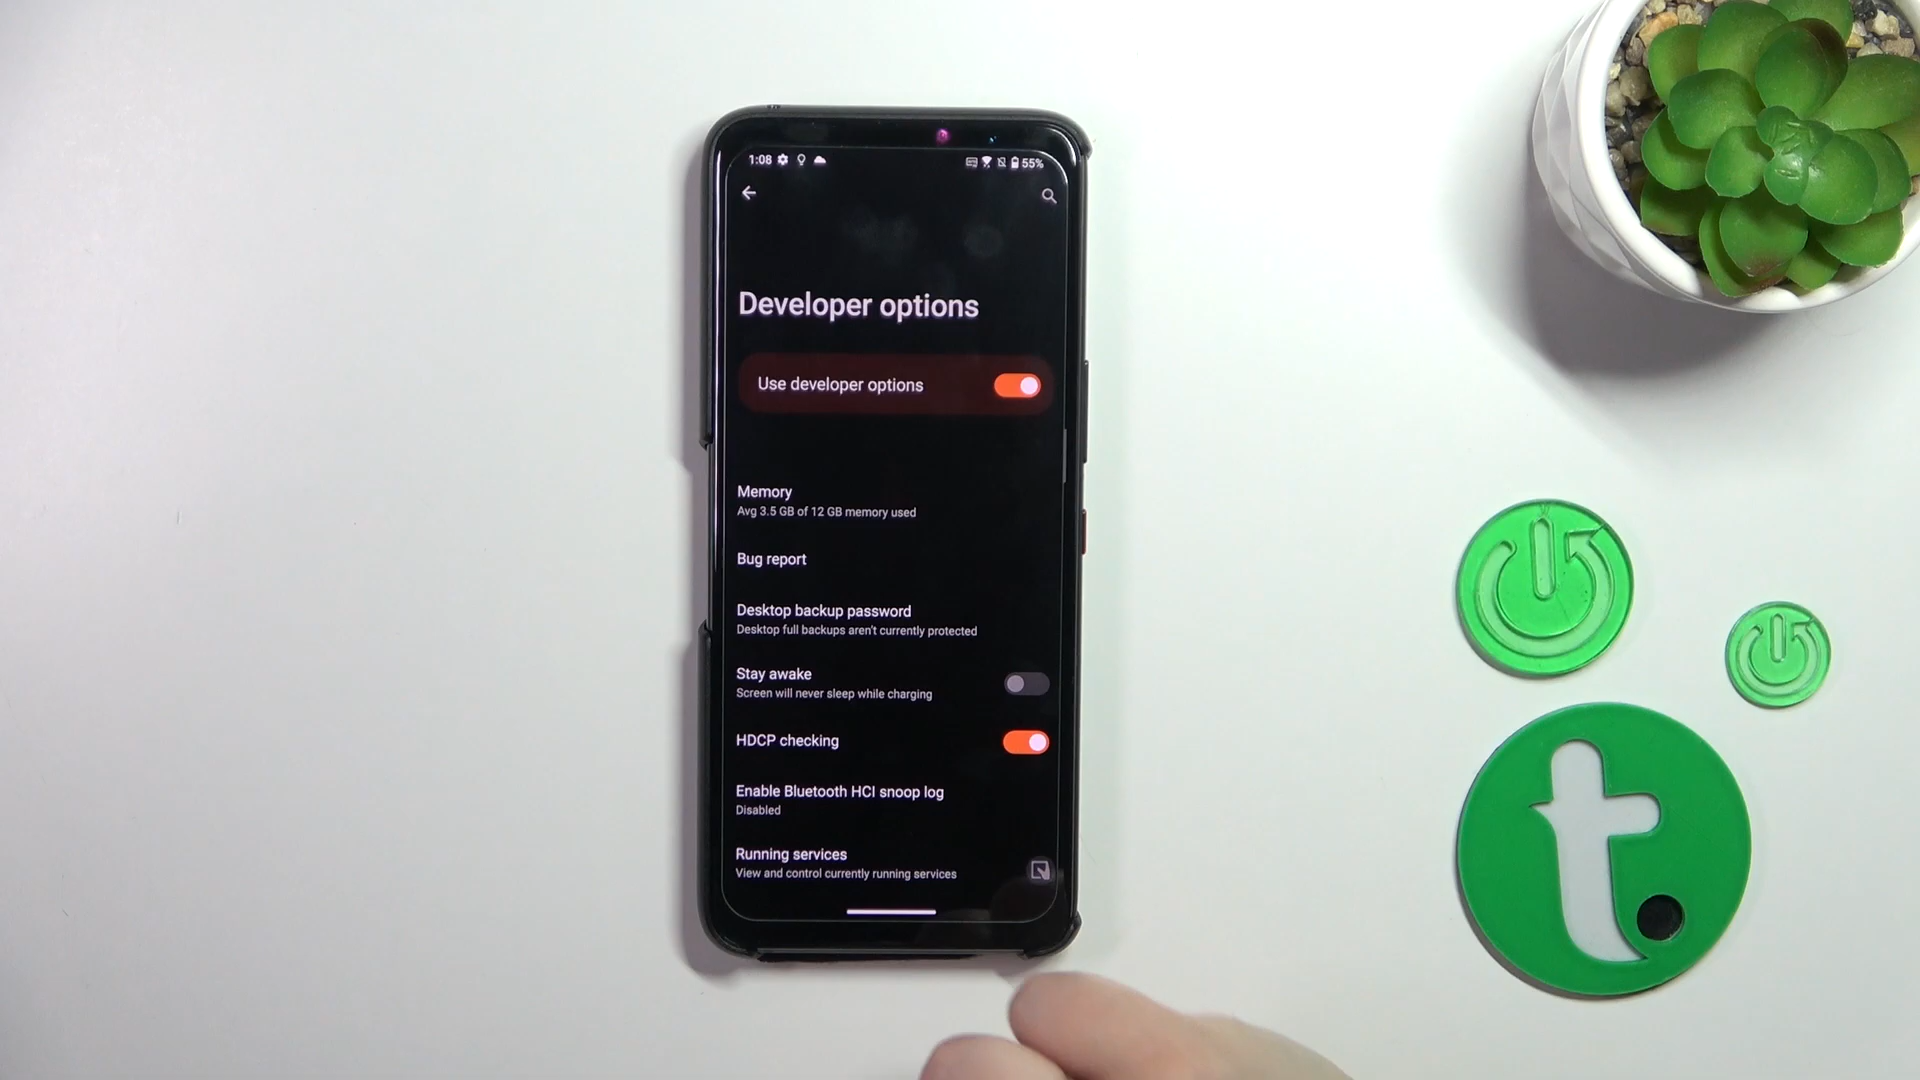 1:08
55%
Developer options
Use developer options
Memory
Avg 3.5 GB of 12 GB memory used
Bug report
Desktop backup password
Desktop full backups aren't currently protected
Stay awake
Screen will never sleep while charging
HDCP checking
Enable Bluetooth HCI snoop log
Disabled
Running services
View and control currently running services
t